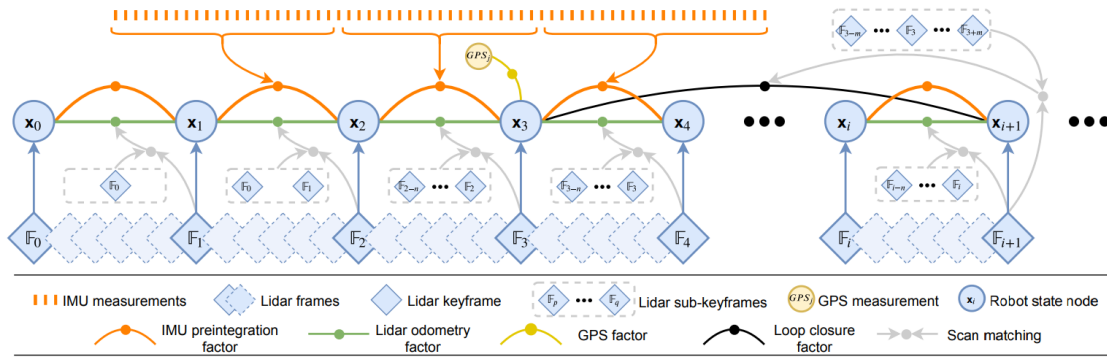 𝔽₃₋ₘ ••• 𝔽₃ ••• 𝔽₃₊ₘ
GPSⱼ
x₀ x₁ x₂ x₃ x₄ ••• xᵢ xᵢ₊₁ •••
𝔽₀ 𝔽₀ 𝔽₁ 𝔽₂₋ₙ ••• 𝔽₂ 𝔽₃₋ₙ ••• 𝔽₃ 𝔽ᵢ₋ₙ ••• 𝔽ᵢ
𝔽₀ 𝔽₁ 𝔽₂ 𝔽₃ 𝔽₄ 𝔽ᵢ 𝔽ᵢ₊₁
IMU measurements Lidar frames Lidar keyframe 𝔽ₚ ••• 𝔽_q Lidar sub-keyframes GPSⱼ GPS measurement xᵢ Robot state node
IMU preintegration factor Lidar odometry factor GPS factor Loop closure factor Scan matching